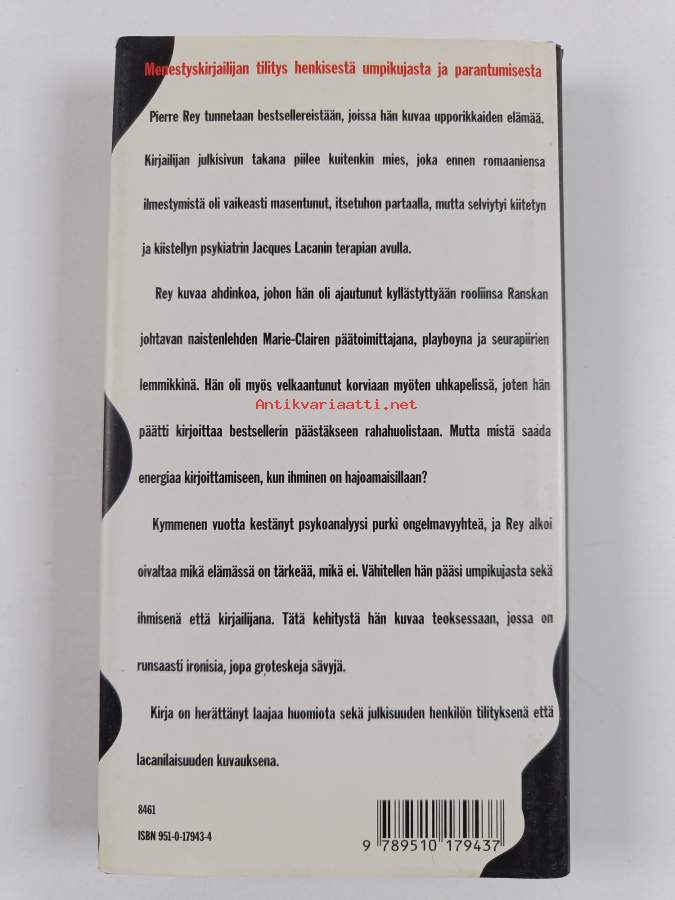 Menestyskirjailijan tilitys henkisestä umpikujasta ja parantumisesta
Pierre Rey tunnetaan bestsellereistään, joissa hän kuvaa upporikkaiden elämää.
Kirjailijan julkisivun takana piilee kuitenkin mies, joka ennen romaaniensa
ilmestymistä oli vaikeasti masentunut, itsetuhon partaalla, mutta selviytyi kiitetyn
ja kiistellyn psykiatrin Jacques Lacanin terapian avulla.
Rey kuvaa ahdinkoa, johon hän oli ajautunut kyllästyttyään rooliinsa Ranskan
johtavan naistenlehden Marie-Clairen päätoimittajana, playboyna ja seurapiirien
lemmikkinä. Hän oli myös velkaantunut korviaan myöten uhkapelissä, joten hän
Antikvariaatti.net
päätti kirjoittaa bestsellerin päästäkseen rahahuolistaan. Mutta mistä saada
energiaa kirjoittamiseen, kun ihminen on hajoamaisillaan?
Kymmenen vuotta kestänyt psykoanalyysi purki ongelmavyyhteä, ja Rey alkoi
oivaltaa mikä elämässä on tärkeää, mikä ei. Vähitellen hän pääsi umpikujasta sekä
ihmisenä että kirjailijana. Tätä kehitystä hän kuvaa teoksessaan, jossa on
runsaasti ironisia, jopa groteskeja sävyjä.
Kirja on herättänyt laajaa huomiota sekä julkisuuden henkilön tilityksenä että
lacanilaisuuden kuvauksena.
8461
ISBN 951-0-17943-4
9 789510 179437